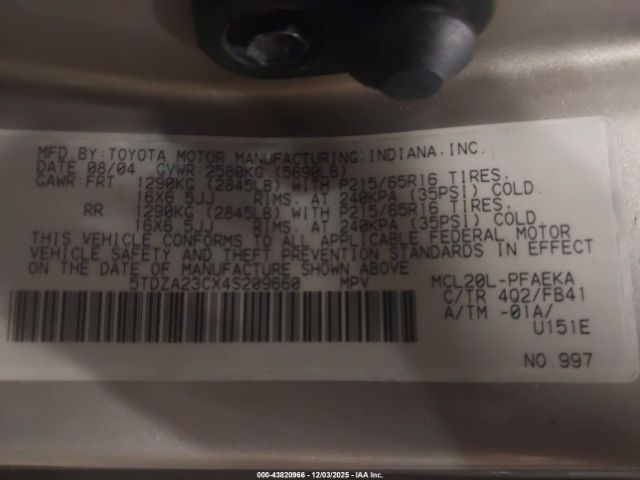 MFD.BY:TOYOTA MOTOR MANUFACTURING,INDIANA,INC.
DATE 08/04 GVWR 2580KG (5690LB)
GAWR:FRT 1290KG (2845LB) WITH P215/65R16 TIRES.
16X6 5JJ RIMS. AT 240KPA (35PSI) COLD.
RR. 1290KG (2845LB) WITH P215/65R16 TIRES.
16X6 5JJ RIMS. AT 240KPA (35PSI) COLD.
THIS VEHICLE CONFORMS TO ALL APPLICABLE FEDERAL MOTOR
VEHICLE SAFETY AND THEFT PREVENTION STANDARDS IN EFFECT
ON THE DATE OF MANUFACTURE SHOWN ABOVE.
5TDZA23CX4S209660 MPV MCL20L-PFAEKA
C/TR 4Q2/FB41
A/TM -01A/
U151E
NO.997
000-43820966 - 12/03/2025 - IAA Inc.